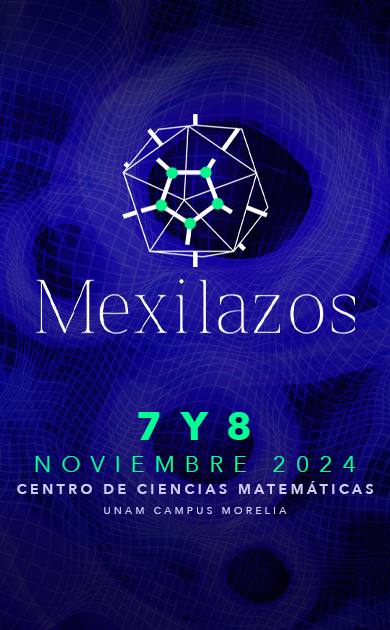 Mexilazos
7 Y 8
NOVIEMBRE 2024
CENTRO DE CIENCIAS MATEMÁTICAS
UNAM CAMPUS MORELIA